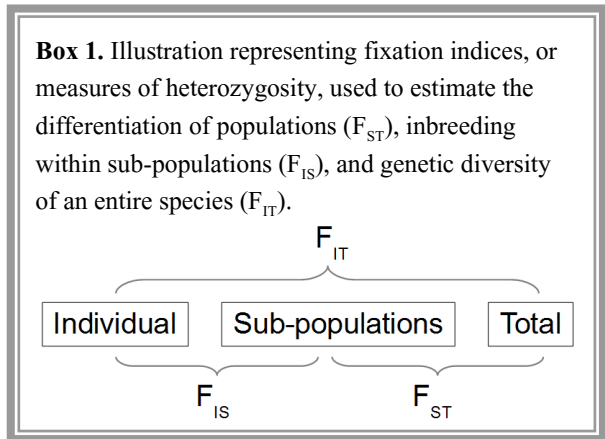 Box 1. Illustration representing fixation indices, or
measures of heterozygosity, used to estimate the
differentiation of populations (FST), inbreeding
within sub-populations (FIS), and genetic diversity
of an entire species (FIT).
FIT
Individual Sub-populations Total
FIS FST